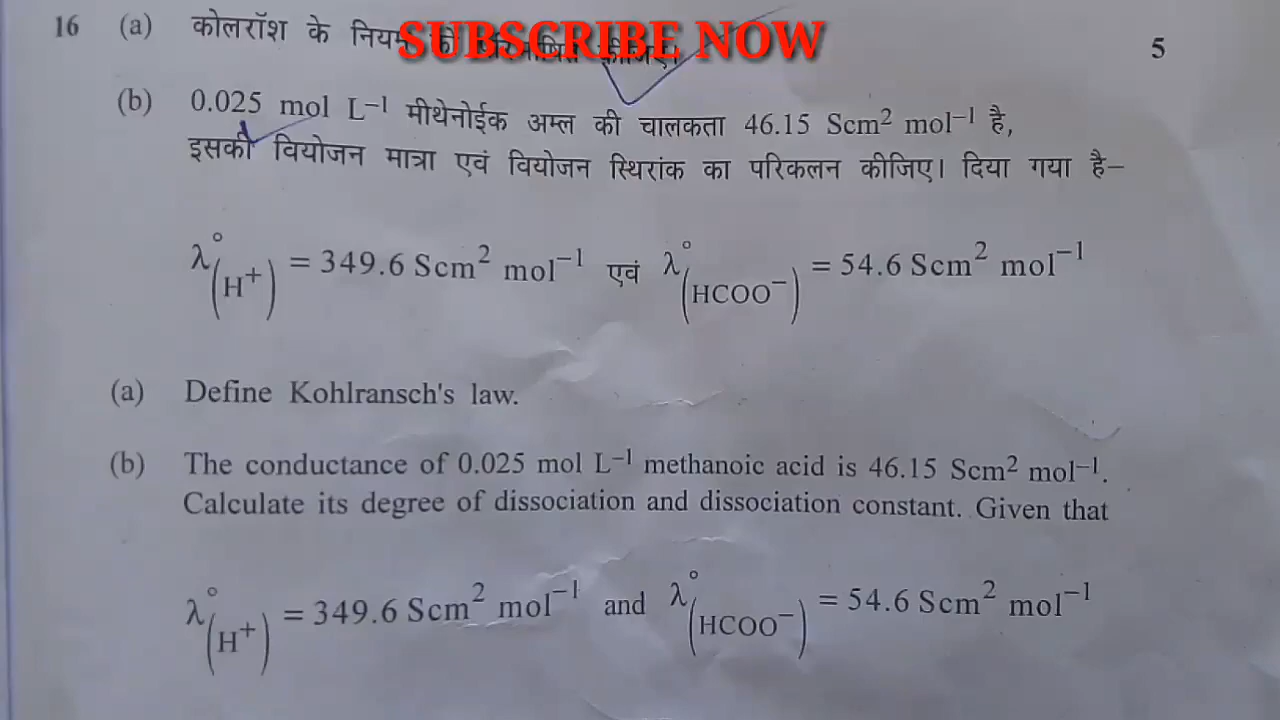 16 (a) कोलरॉश के नियम कीजिए। 5
SUBSCRIBE NOW
(b) 0.025 mol L⁻¹ मीथेनोईक अम्ल की चालकता 46.15 Scm² mol⁻¹ है,
इसकी वियोजन मात्रा एवं वियोजन स्थिरांक का परिकलन कीजिए। दिया गया है–
λ°(H⁺) = 349.6 Scm² mol⁻¹ एवं λ°(HCOO⁻) = 54.6 Scm² mol⁻¹
(a) Define Kohlransch's law.
(b) The conductance of 0.025 mol L⁻¹ methanoic acid is 46.15 Scm² mol⁻¹.
Calculate its degree of dissociation and dissociation constant. Given that
λ°(H⁺) = 349.6 Scm² mol⁻¹ and λ°(HCOO⁻) = 54.6 Scm² mol⁻¹